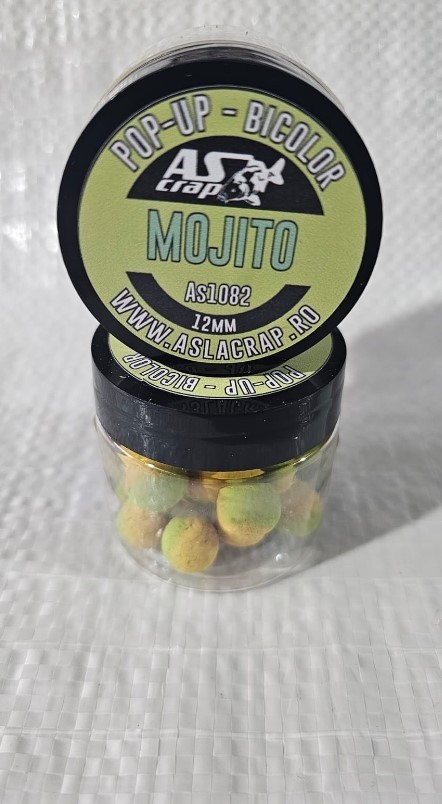 POP-UP - BICOLOR
AS
crap
MOJITO
AS1082
12MM
WWW.ASLACRAP.RO
POP-UP - BICOLOR